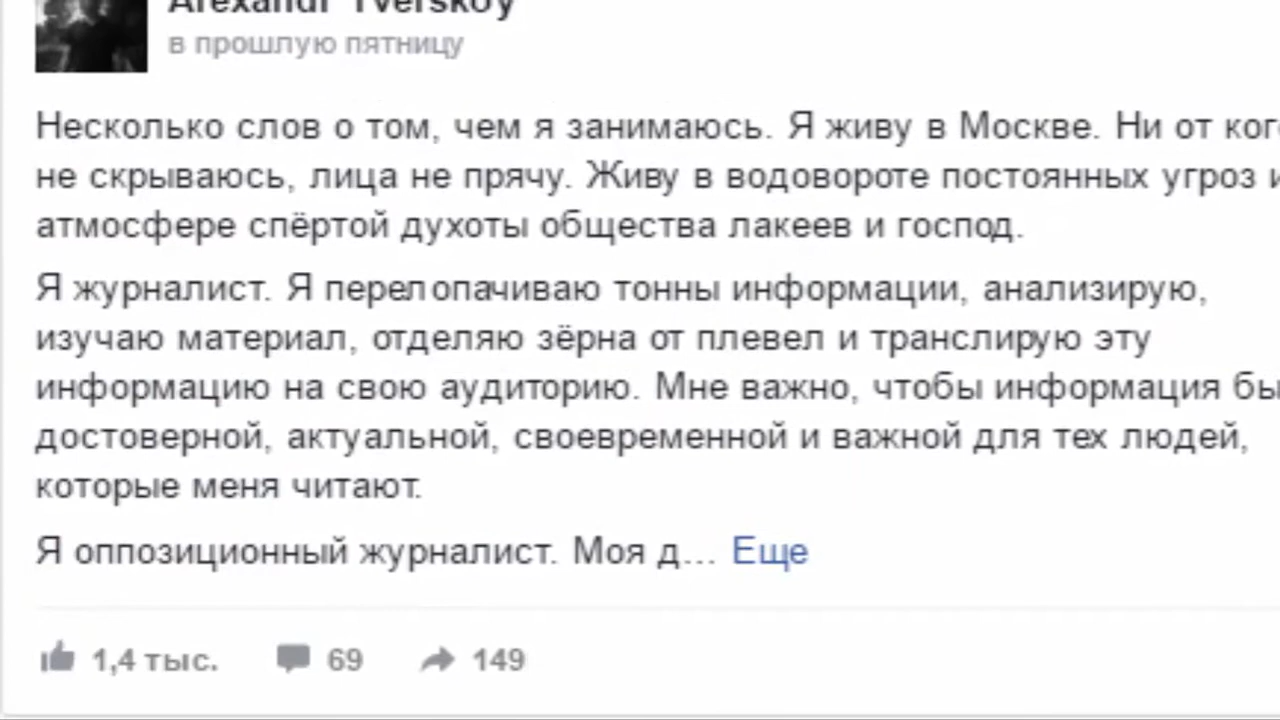 Alexandr Tverskoy
в прошлую пятницу
Несколько слов о том, чем я занимаюсь. Я живу в Москве. Ни от
не скрываюсь, лица не прячу. Живу в водовороте постоянных угроз и
атмосфере спёртой духоты общества лакеев и господ.
Я журналист. Я перелопачиваю тонны информации, анализирую,
изучаю материал, отделяю зёрна от плевел и транслирую эту
информацию на свою аудиторию. Мне важно, чтобы информация
достоверной, актуальной, своевременной и важной для тех людей,
которые меня читают.
Я оппозиционный журналист. Моя д... Еще
1,4 тыс. 69 149